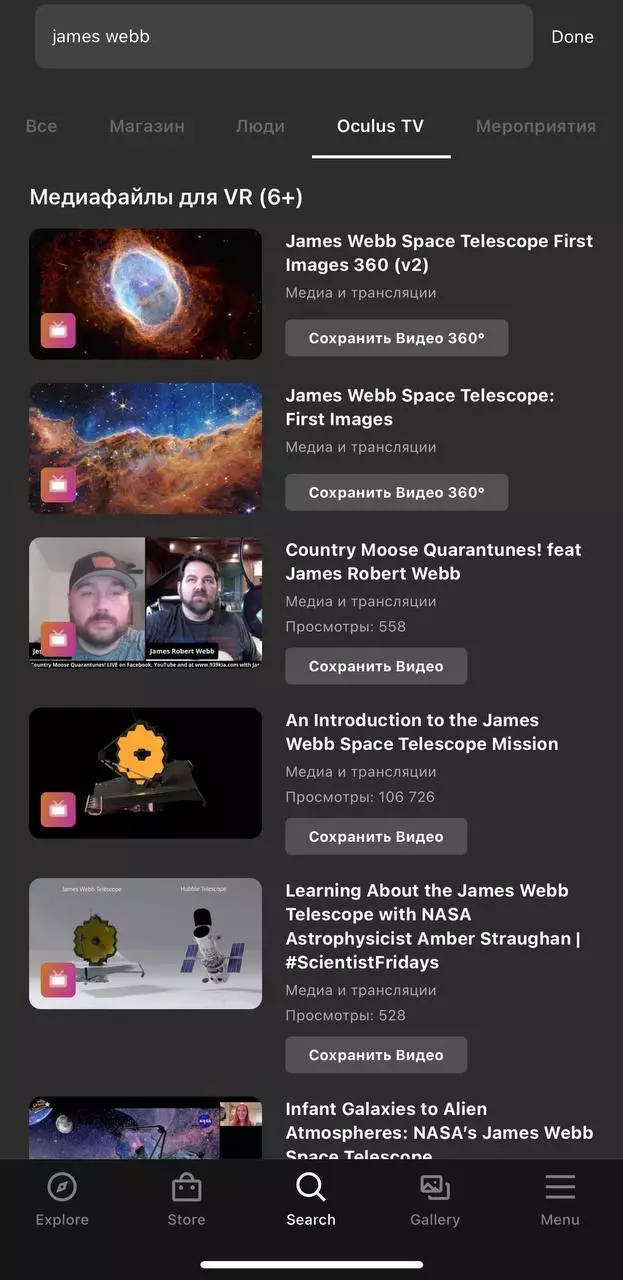 james webb
Done
Все
Магазин
Люди
Oculus TV
Мероприятия
Медиафайлы для VR (6+)
James Webb Space Telescope First
Images 360 (v2)
Медиа и трансляции
Сохранить Видео 360°
James Webb Space Telescope:
First Images
Медиа и трансляции
Сохранить Видео 360°
James Robert Webb
Country Moose Quarantunes! LIVE on Facebook, YouTube and at www.939kia.com with
Country Moose Quarantunes! feat
James Robert Webb
Медиа и трансляции
Просмотры: 558
Сохранить Видео
An Introduction to the James
Webb Space Telescope Mission
Медиа и трансляции
Просмотры: 106 726
Сохранить Видео
James Webb Telescope
Hubble Telescope
Learning About the James Webb
Telescope with NASA
Astrophysicist Amber Straughan |
#ScientistFridays
Медиа и трансляции
Просмотры: 528
Сохранить Видео
NASA
Infant Galaxies to Alien
Atmospheres: NASA's James Webb
Space Telescope
Explore
Store
Search
Gallery
Menu